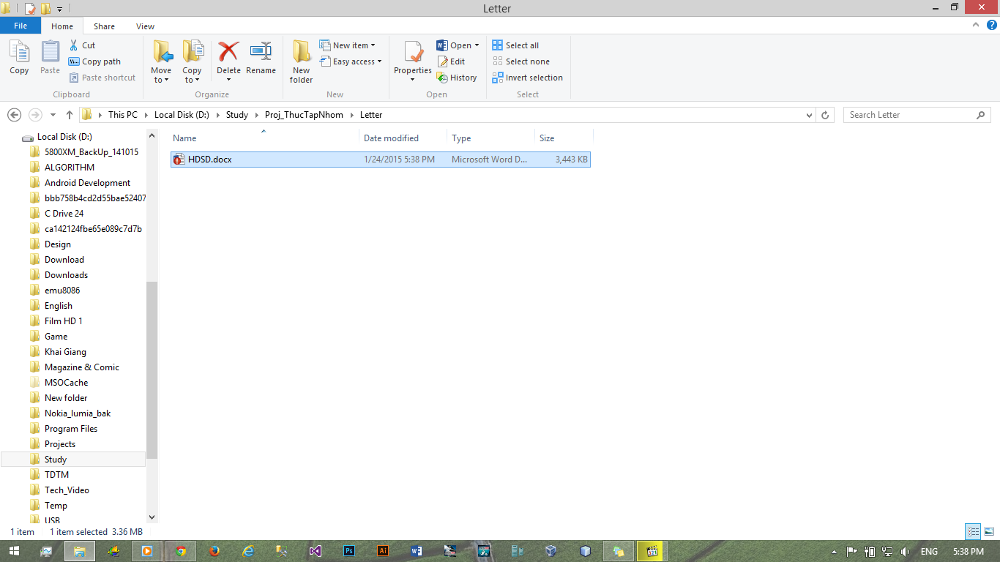 Letter
File Home Share View
Copy
Paste
Cut
Copy path
Paste shortcut
Clipboard
Move to
Copy to
Delete
Rename
Organize
New folder
New item
Easy access
New
Properties
Open
Edit
History
Open
Select all
Select none
Invert selection
Select
This PC Local Disk (D:) Study Proj_ThucTapNhom Letter
Search Letter
Local Disk (D:)
5800XM_BackUp_141015
ALGORITHM
Android Development
bbb758b4cd2d55bae52407
C Drive 24
ca142124fbe65e089c7d7b
Design
Download
Downloads
emu8086
English
Film HD 1
Game
Khai Giang
Magazine & Comic
MSOCache
New folder
Nokia_lumia_bak
Program Files
Projects
Study
TDTM
Tech_Video
Temp
USB
Name Date modified Type Size
HDSD.docx 1/24/2015 5:38 PM Microsoft Word D... 3,443 KB
1 item 1 item selected 3.36 MB
Ps
Ai
ENG 5:38 PM